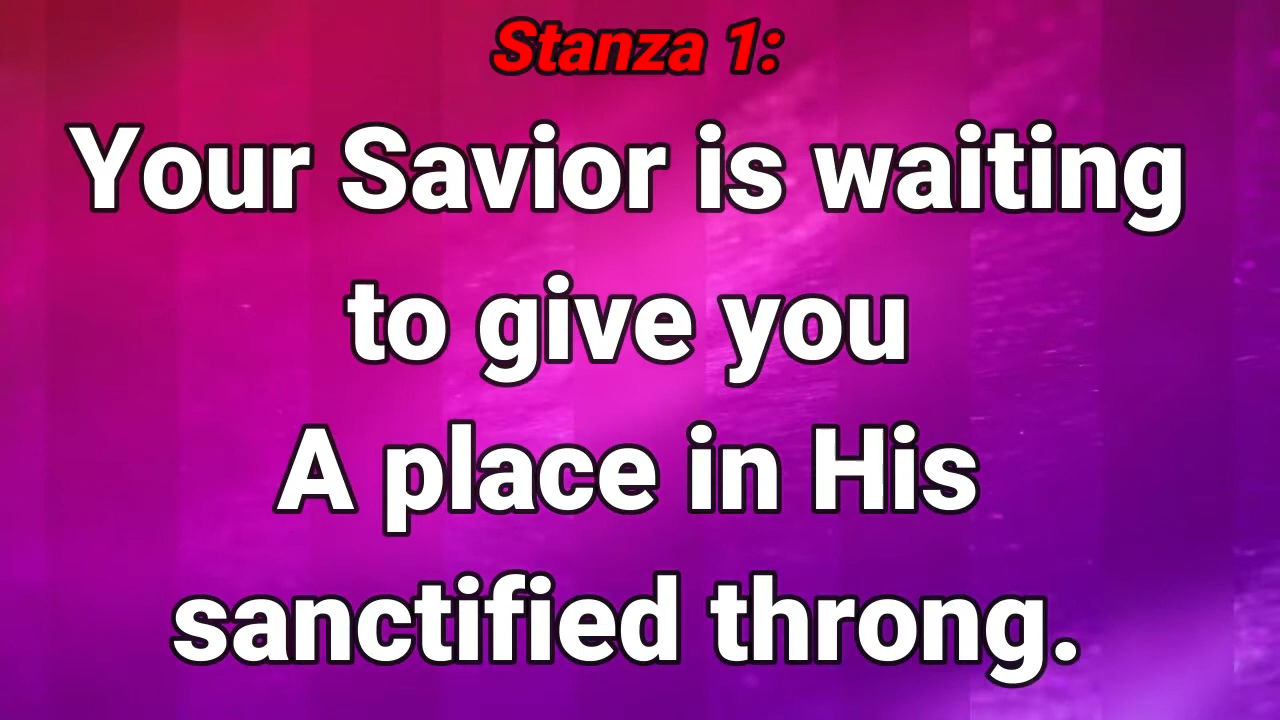 Stanza 1:
Your Savior is waiting
to give you
A place in His
sanctified throng.